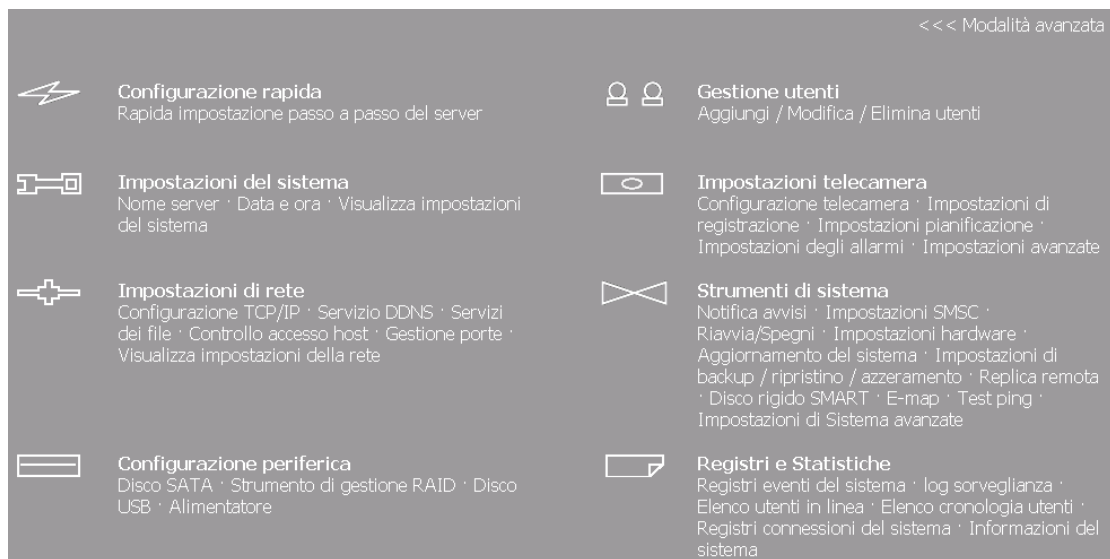 <<< Modalità avanzata
Configurazione rapida
Rapida impostazione passo a passo del server
Gestione utenti
Aggiungi / Modifica / Elimina utenti
Impostazioni del sistema
Nome server · Data e ora · Visualizza impostazioni
del sistema
Impostazioni telecamera
Configurazione telecamera · Impostazioni di
registrazione · Impostazioni pianificazione ·
Impostazioni degli allarmi · Impostazioni avanzate
Impostazioni di rete
Configurazione TCP/IP · Servizio DDNS · Servizi
dei file · Controllo accesso host · Gestione porte ·
Visualizza impostazioni della rete
Strumenti di sistema
Notifica avvisi · Impostazioni SMSC ·
Riavvia/Spegni · Impostazioni hardware ·
Aggiornamento del sistema · Impostazioni di
backup / ripristino / azzeramento · Replica remota
· Disco rigido SMART · E-map · Test ping ·
Impostazioni di Sistema avanzate
Configurazione periferica
Disco SATA · Strumento di gestione RAID · Disco
USB · Alimentatore
Registri e Statistiche
Registri eventi del sistema · log sorveglianza ·
Elenco utenti in linea · Elenco cronologia utenti ·
Registri connessioni del sistema · Informazioni del
sistema